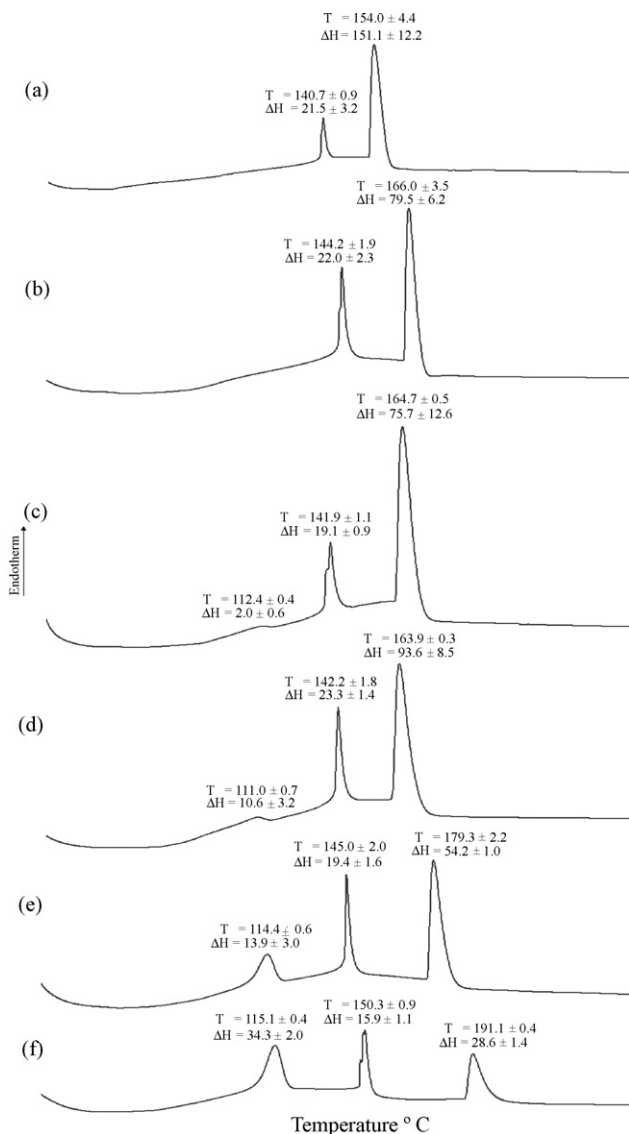 T = 154.0 ± 4.4
ΔH = 151.1 ± 12.2
(a)
T = 140.7 ± 0.9
ΔH = 21.5 ± 3.2
T = 166.0 ± 3.5
ΔH = 79.5 ± 6.2
T = 144.2 ± 1.9
ΔH = 22.0 ± 2.3
(b)
T = 164.7 ± 0.5
ΔH = 75.7 ± 12.6
(c)
T = 141.9 ± 1.1
ΔH = 19.1 ± 0.9
Endotherm
T = 112.4 ± 0.4
ΔH = 2.0 ± 0.6
T = 163.9 ± 0.3
ΔH = 93.6 ± 8.5
T = 142.2 ± 1.8
ΔH = 23.3 ± 1.4
(d)
T = 111.0 ± 0.7
ΔH = 10.6 ± 3.2
T = 145.0 ± 2.0
ΔH = 19.4 ± 1.6
T = 179.3 ± 2.2
ΔH = 54.2 ± 1.0
(e)
T = 114.4 ± 0.6
ΔH = 13.9 ± 3.0
T = 115.1 ± 0.4
ΔH = 34.3 ± 2.0
T = 150.3 ± 0.9
ΔH = 15.9 ± 1.1
T = 191.1 ± 0.4
ΔH = 28.6 ± 1.4
(f)
Temperature ° C